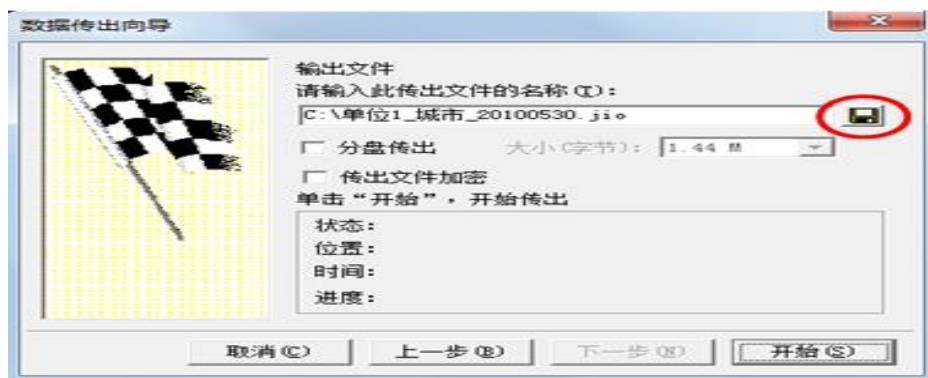 数据传出向导
输出文件
请输入此传出文件的名称(I):
C:\单位1_城市_20100530.jio
分盘传出 大小(字节): 1.44 M
传出文件加密
单击“开始”，开始传出
状态:
位置:
时间:
进度:
取消(C) 上一步(B) 下一步(N) 开始(S)